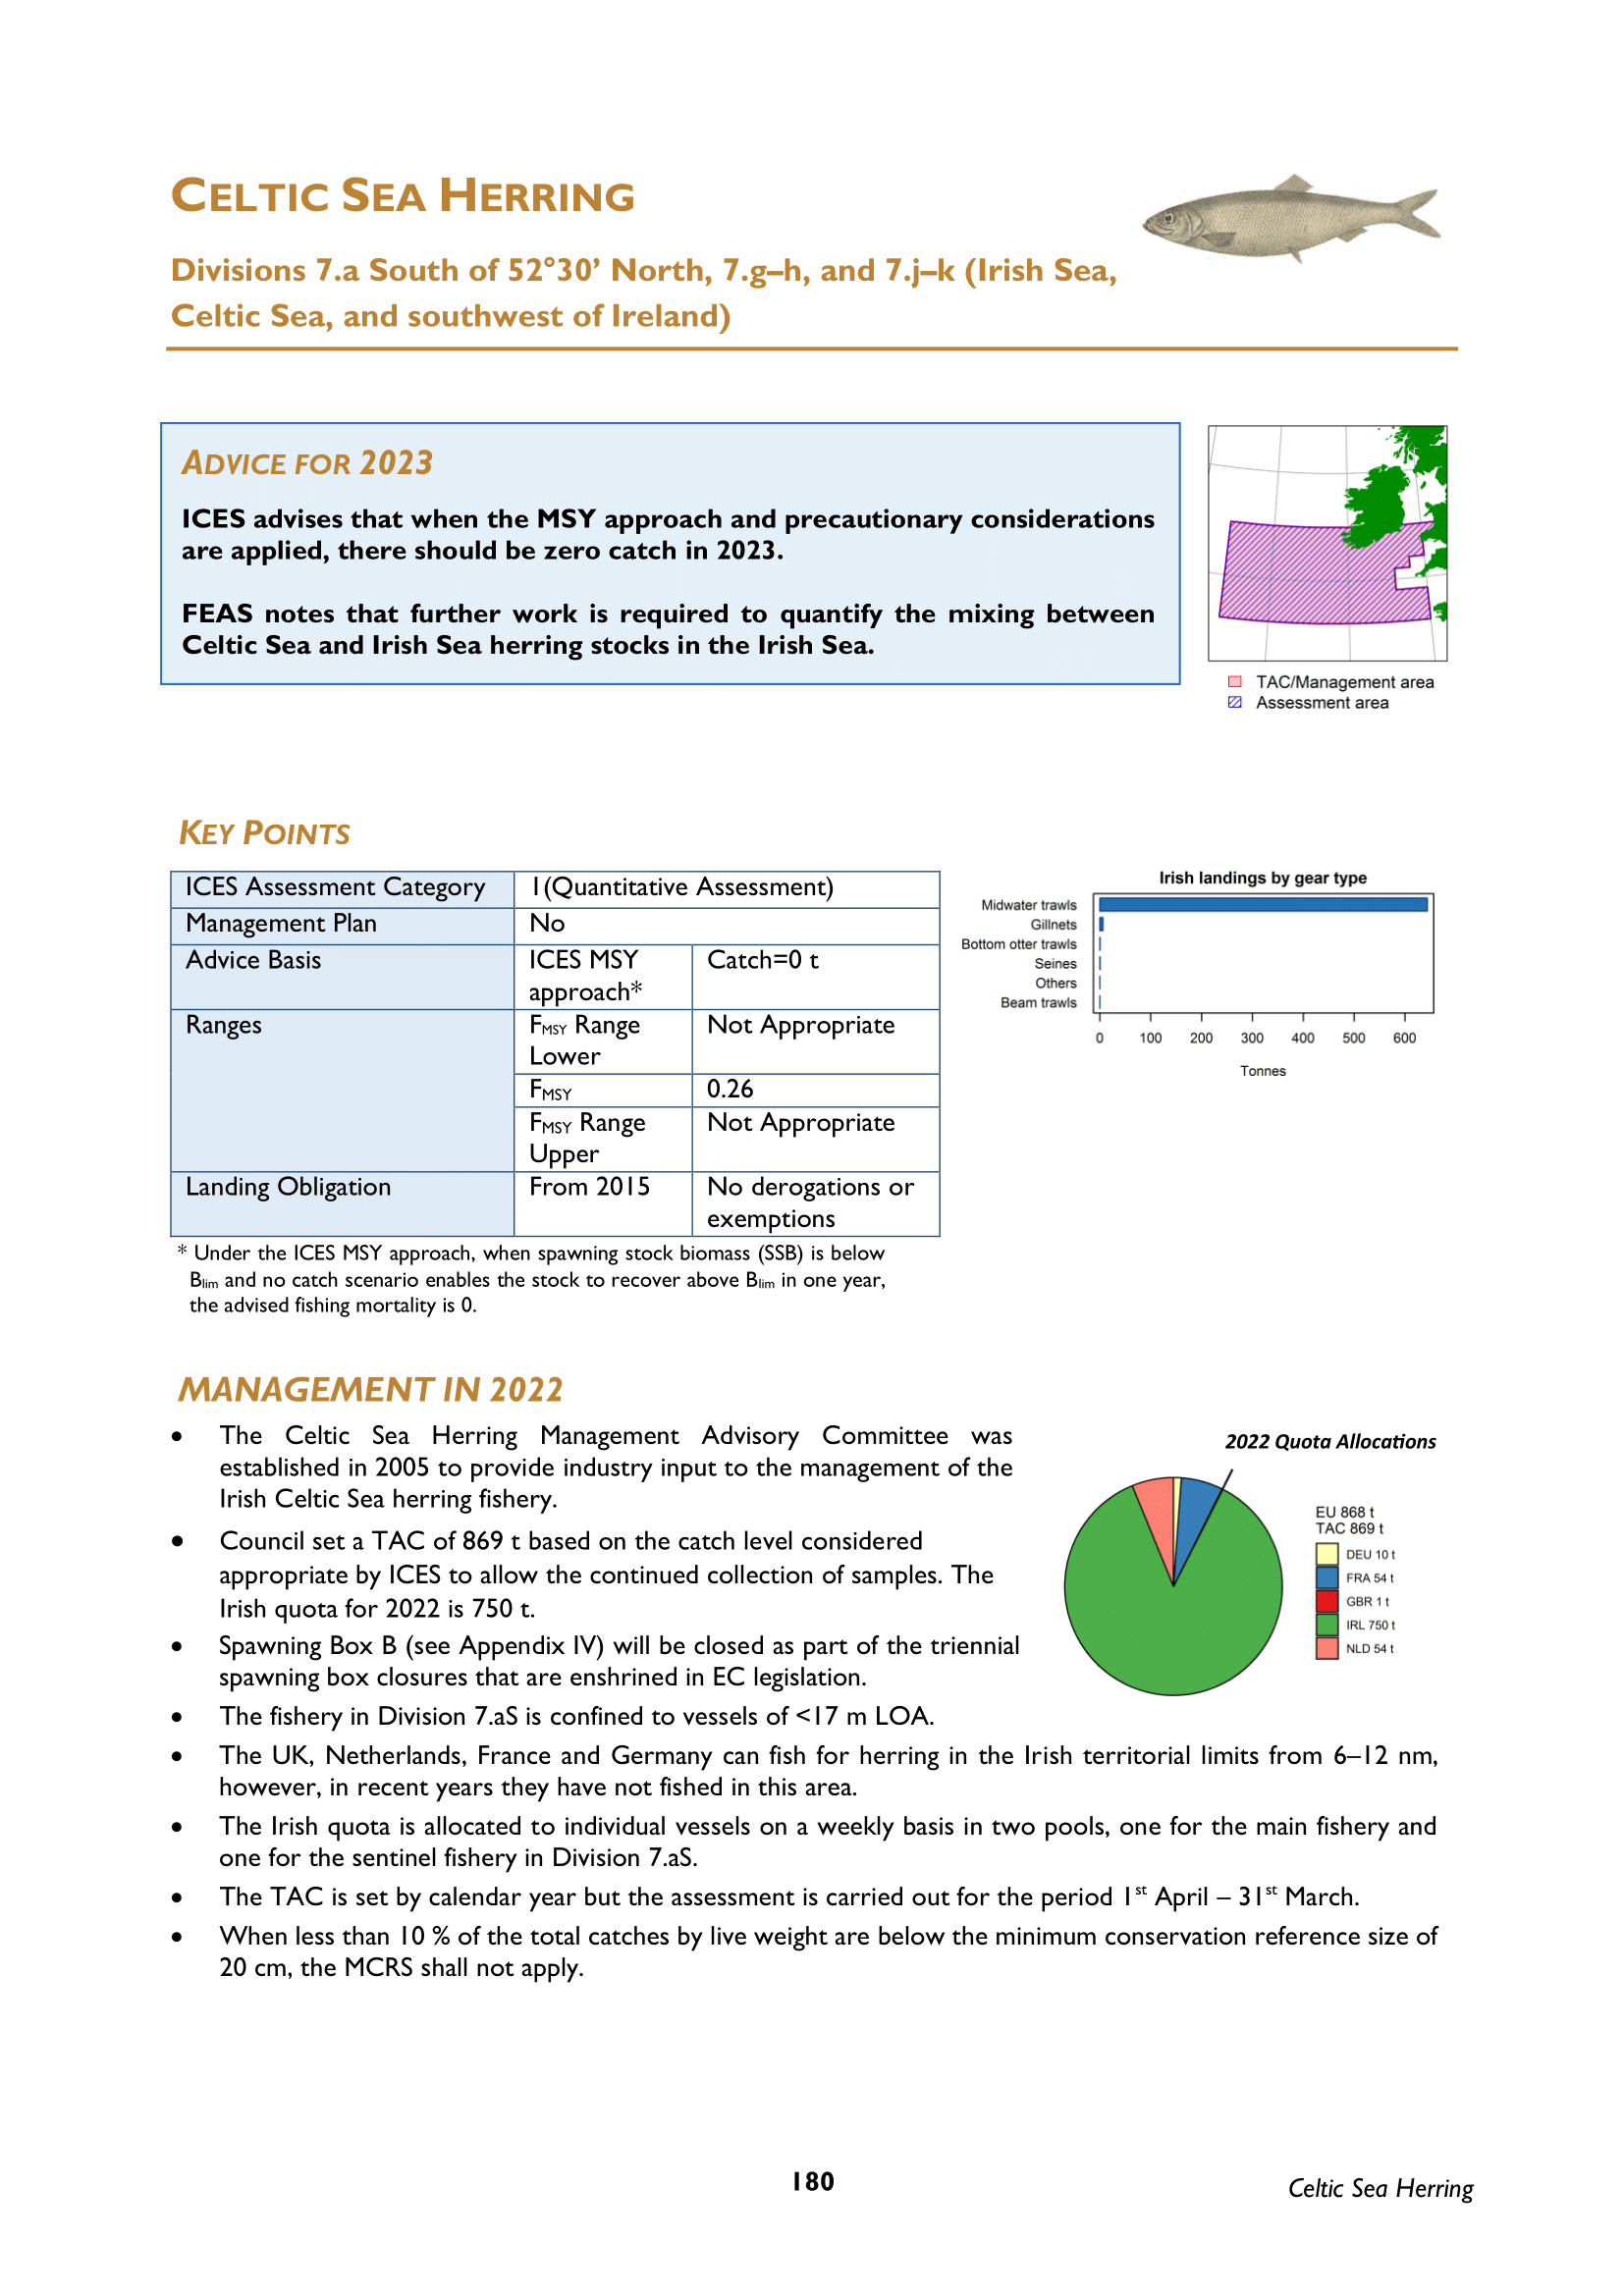 CELTIC SEA HERRING
Divisions 7.a South of 52°30’ North, 7.g–h, and 7.j–k (Irish Sea,
Celtic Sea, and southwest of Ireland)
ADVICE FOR 2023
ICES advises that when the MSY approach and precautionary considerations
are applied, there should be zero catch in 2023.
FEAS notes that further work is required to quantify the mixing between
Celtic Sea and Irish Sea herring stocks in the Irish Sea.
TAC/Management area
Assessment area
KEY POINTS
ICES Assessment Category 1(Quantitative Assessment)
Management Plan No
Advice Basis ICES MSY approach* Catch=0 t
Ranges FMSY Range Lower Not Appropriate
FMSY 0.26
FMSY Range Upper Not Appropriate
Landing Obligation From 2015 No derogations or exemptions
* Under the ICES MSY approach, when spawning stock biomass (SSB) is below
Blim and no catch scenario enables the stock to recover above Blim in one year,
the advised fishing mortality is 0.
Irish landings by gear type
Midwater trawls
Gillnets
Bottom otter trawls
Seines
Others
Beam trawls
0 100 200 300 400 500 600
Tonnes
MANAGEMENT IN 2022
• The Celtic Sea Herring Management Advisory Committee was
established in 2005 to provide industry input to the management of the
Irish Celtic Sea herring fishery.
• Council set a TAC of 869 t based on the catch level considered
appropriate by ICES to allow the continued collection of samples. The
Irish quota for 2022 is 750 t.
• Spawning Box B (see Appendix IV) will be closed as part of the triennial
spawning box closures that are enshrined in EC legislation.
• The fishery in Division 7.aS is confined to vessels of <17 m LOA.
• The UK, Netherlands, France and Germany can fish for herring in the Irish territorial limits from 6–12 nm,
however, in recent years they have not fished in this area.
• The Irish quota is allocated to individual vessels on a weekly basis in two pools, one for the main fishery and
one for the sentinel fishery in Division 7.aS.
• The TAC is set by calendar year but the assessment is carried out for the period 1st April – 31st March.
• When less than 10 % of the total catches by live weight are below the minimum conservation reference size of
20 cm, the MCRS shall not apply.
2022 Quota Allocations
EU 868 t
TAC 869 t
DEU 10 t
FRA 54 t
GBR 1 t
IRL 750 t
NLD 54 t
180
Celtic Sea Herring